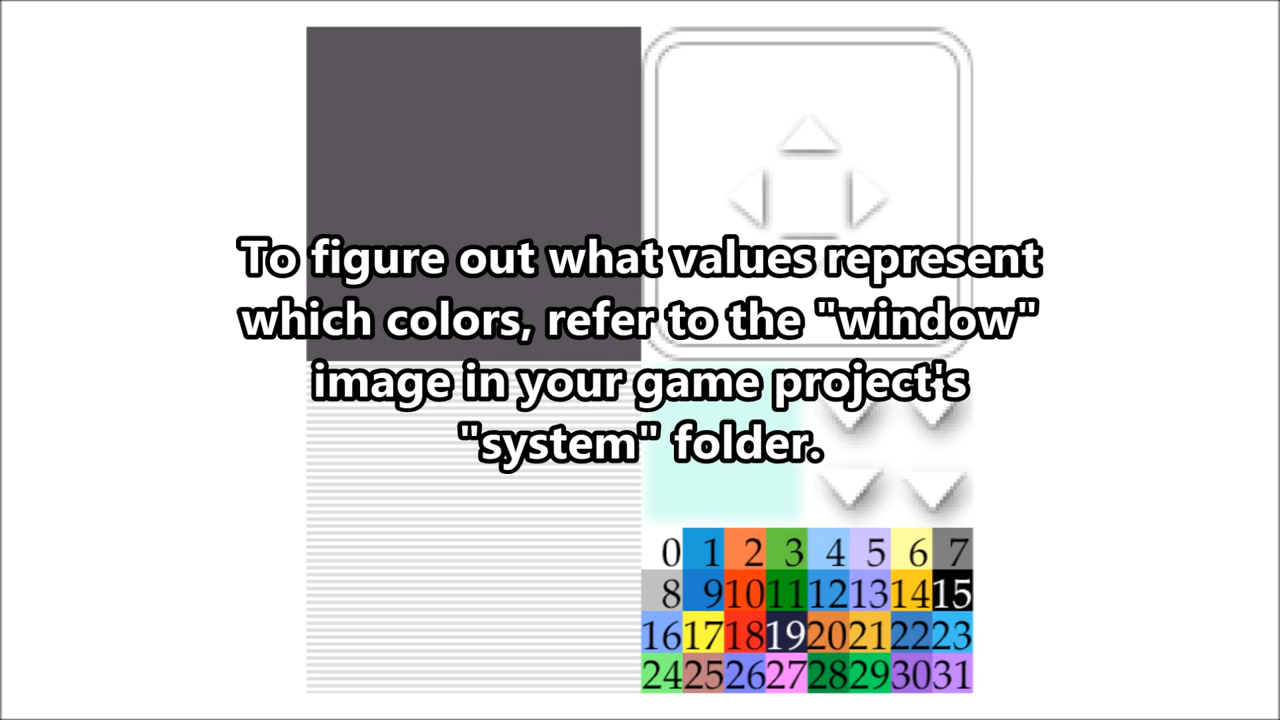 To figure out what values represent
which colors, refer to the "window"
image in your game project's
"system" folder.
0 1 2 3 4 5 6 7
8 9 10 11 12 13 14 15
16 17 18 19 20 21 22 23
24 25 26 27 28 29 30 31